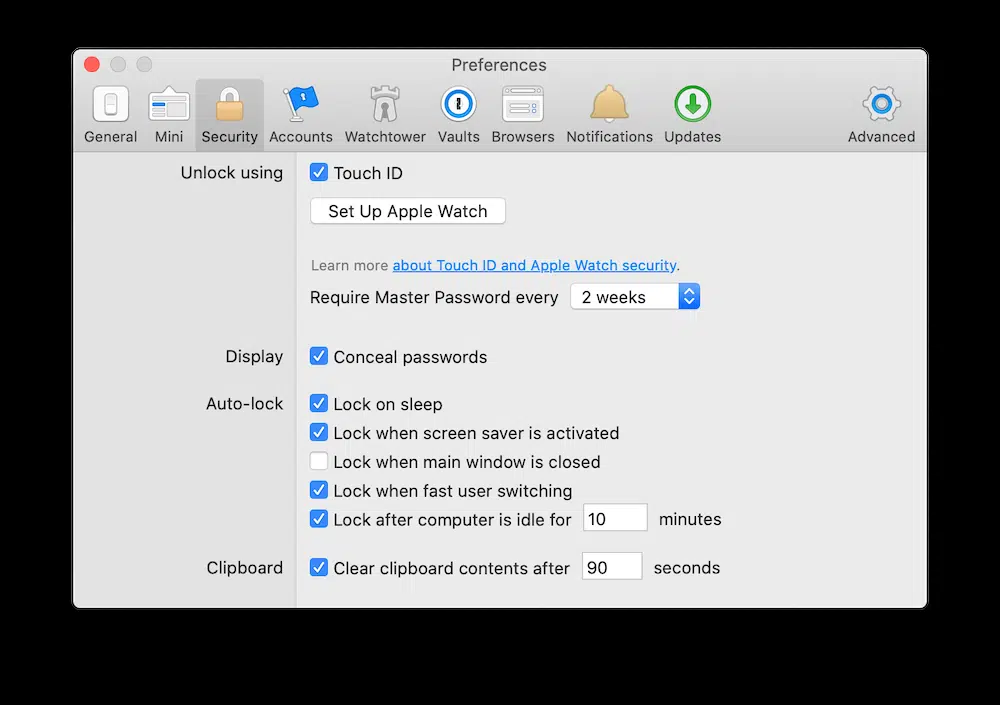 Preferences
General Mini Security Accounts Watchtower Vaults Browsers Notifications Updates Advanced
Unlock using Touch ID
Set Up Apple Watch
Learn more about Touch ID and Apple Watch security.
Require Master Password every 2 weeks
Display Conceal passwords
Auto-lock Lock on sleep
Lock when screen saver is activated
Lock when main window is closed
Lock when fast user switching
Lock after computer is idle for 10 minutes
Clipboard Clear clipboard contents after 90 seconds